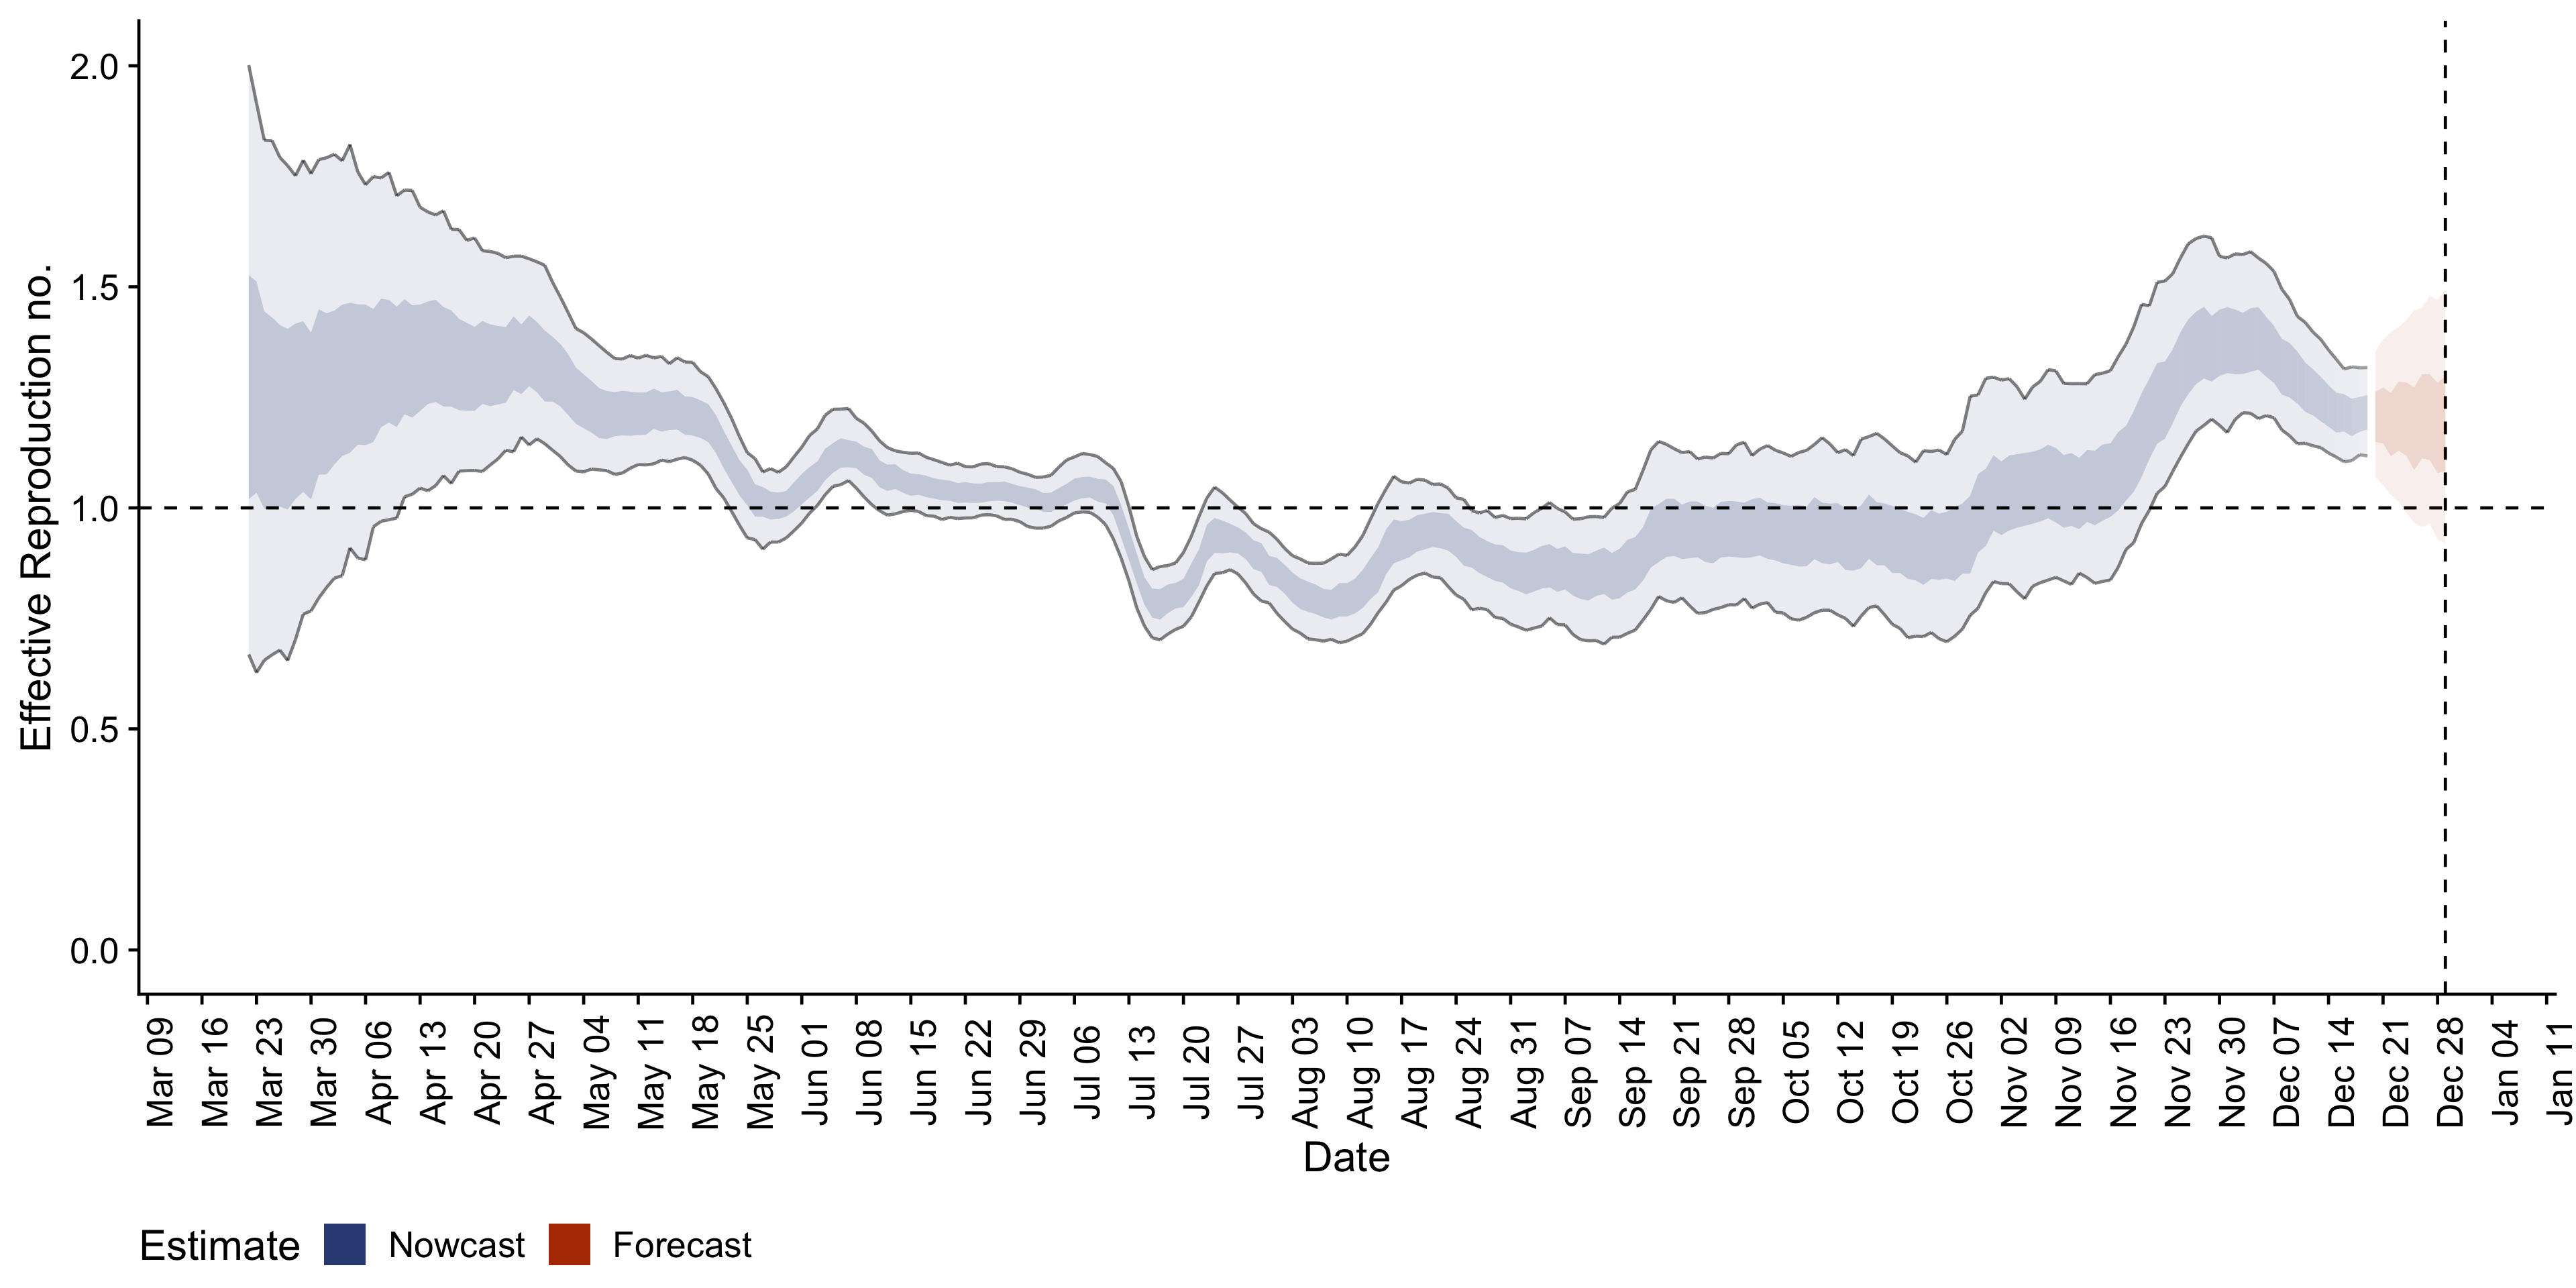 Effective Reproduction no.
2.0
1.5
1.0
0.5
0.0
Mar 09
Mar 16
Mar 23
Mar 30
Apr 06
Apr 13
Apr 20
Apr 27
May 04
May 11
May 18
May 25
Jun 01
Jun 08
Jun 15
Jun 22
Jun 29
Jul 06
Jul 13
Jul 20
Jul 27
Aug 03
Aug 10
Aug 17
Aug 24
Aug 31
Sep 07
Sep 14
Sep 21
Sep 28
Oct 05
Oct 12
Oct 19
Oct 26
Nov 02
Nov 09
Nov 16
Nov 23
Nov 30
Dec 07
Dec 14
Dec 21
Dec 28
Jan 04
Jan 11
Date
Estimate Nowcast Forecast